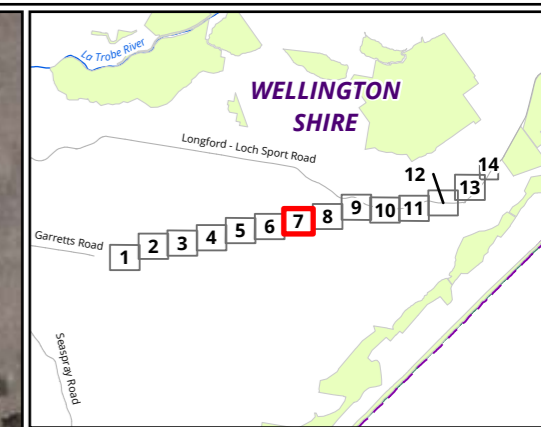 La Trobe River
WELLINGTON
SHIRE
Longford - Loch Sport Road
12
14
13
11
10
9
8
7
6
5
4
3
2
1
Garretts Road
Seaspray Road